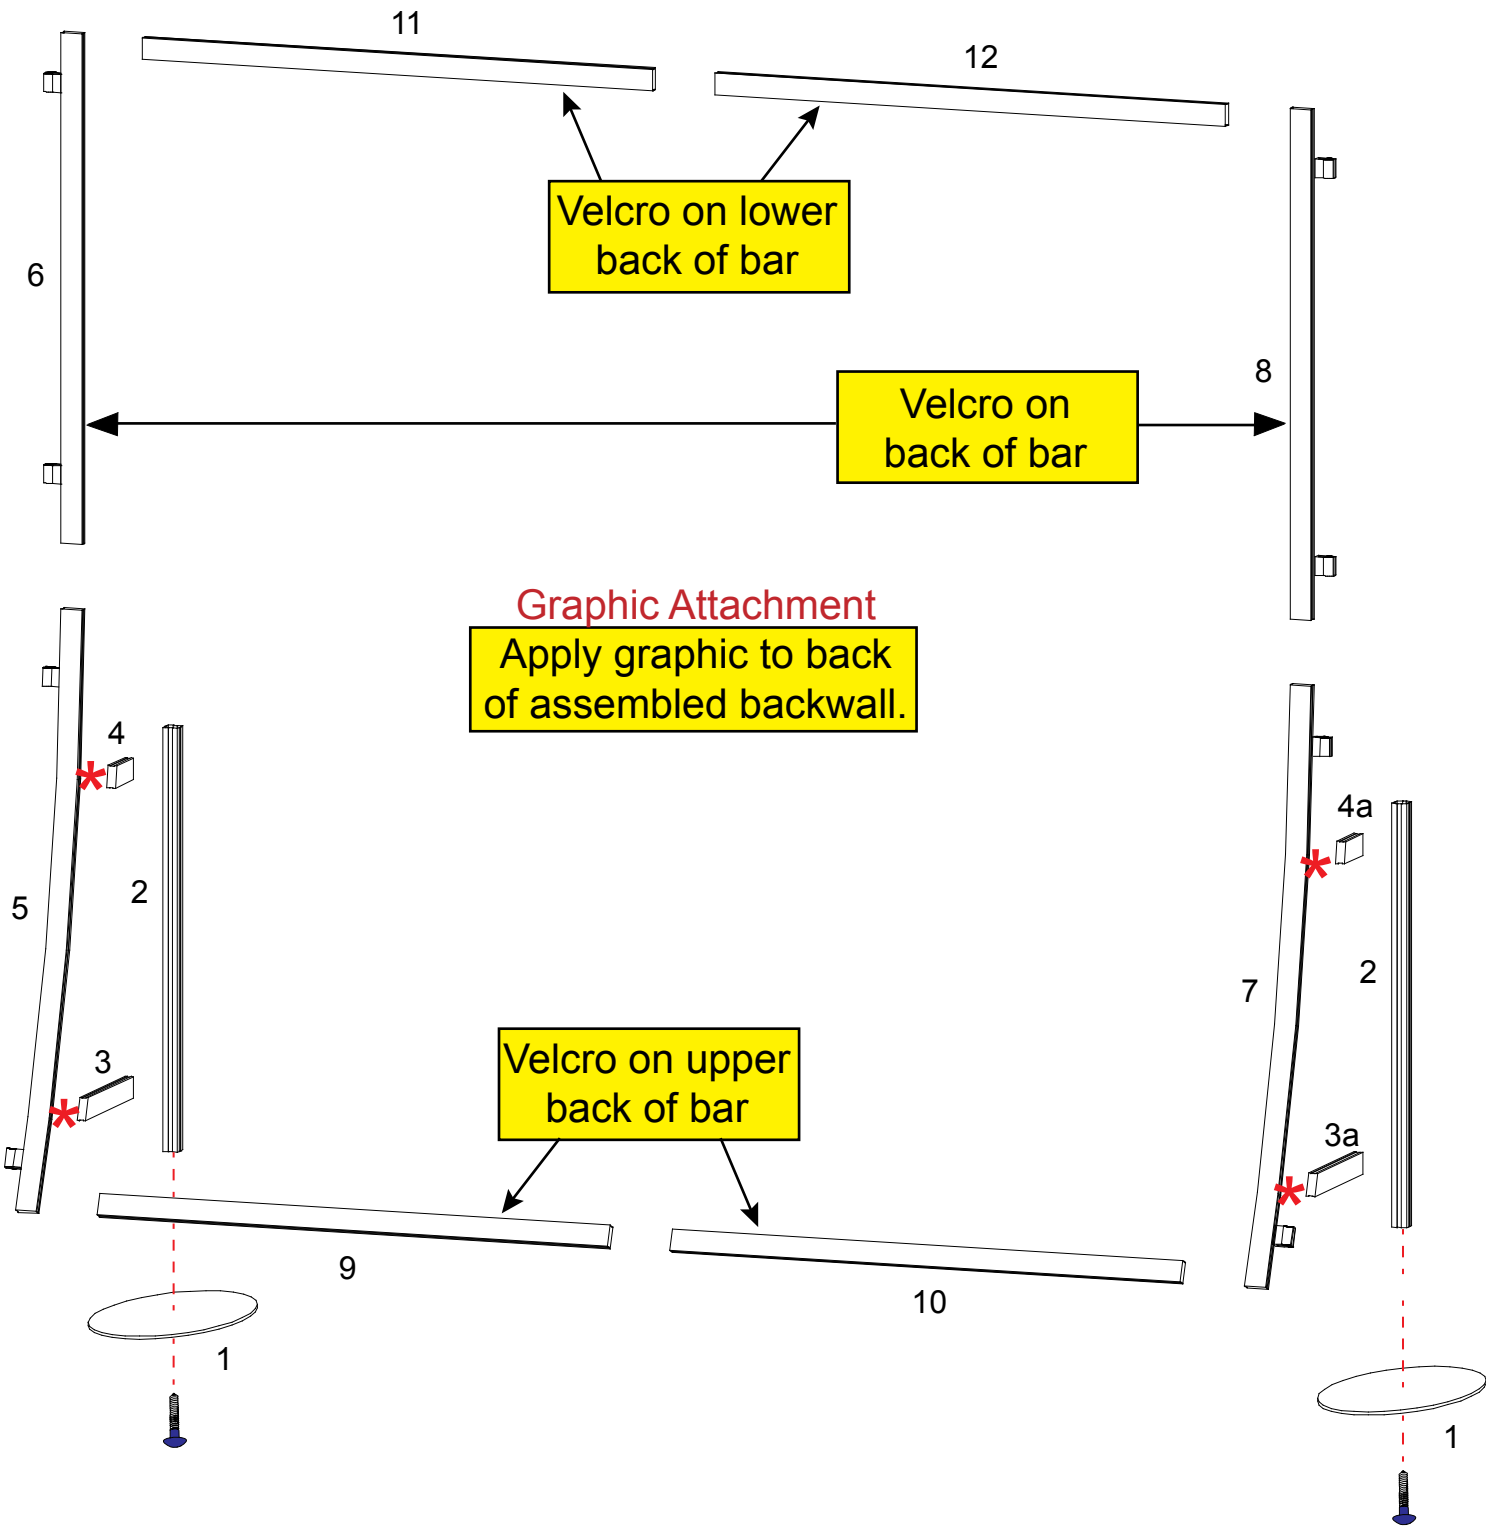 11
12
Velcro on lower
back of bar
6
8
Velcro on
back of bar
Graphic Attachment
Apply graphic to back
of assembled backwall.
4
4a
5
2
7
2
3
Velcro on upper
back of bar
3a
9
10
1
1